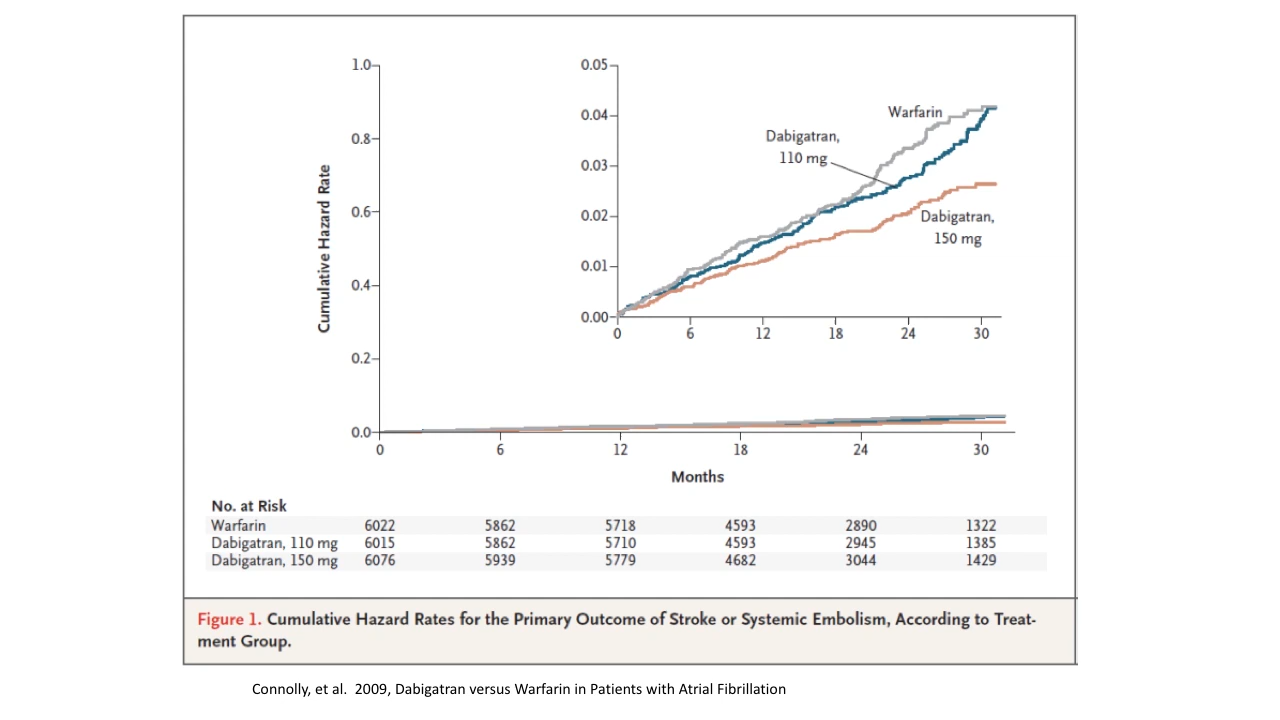 1.0
0.8
0.6
0.4
0.2
0.0
Cumulative Hazard Rate
0 6 12 18 24 30
Months
0.05
0.04
0.03
0.02
0.01
0.00
0 6 12 18 24 30
Warfarin
Dabigatran,
110 mg
Dabigatran,
150 mg
No. at Risk
Warfarin 6022 5862 5718 4593 2890 1322
Dabigatran, 110 mg 6015 5862 5710 4593 2945 1385
Dabigatran, 150 mg 6076 5939 5779 4682 3044 1429
Figure 1. Cumulative Hazard Rates for the Primary Outcome of Stroke or Systemic Embolism, According to Treat-
ment Group.
Connolly, et al. 2009, Dabigatran versus Warfarin in Patients with Atrial Fibrillation